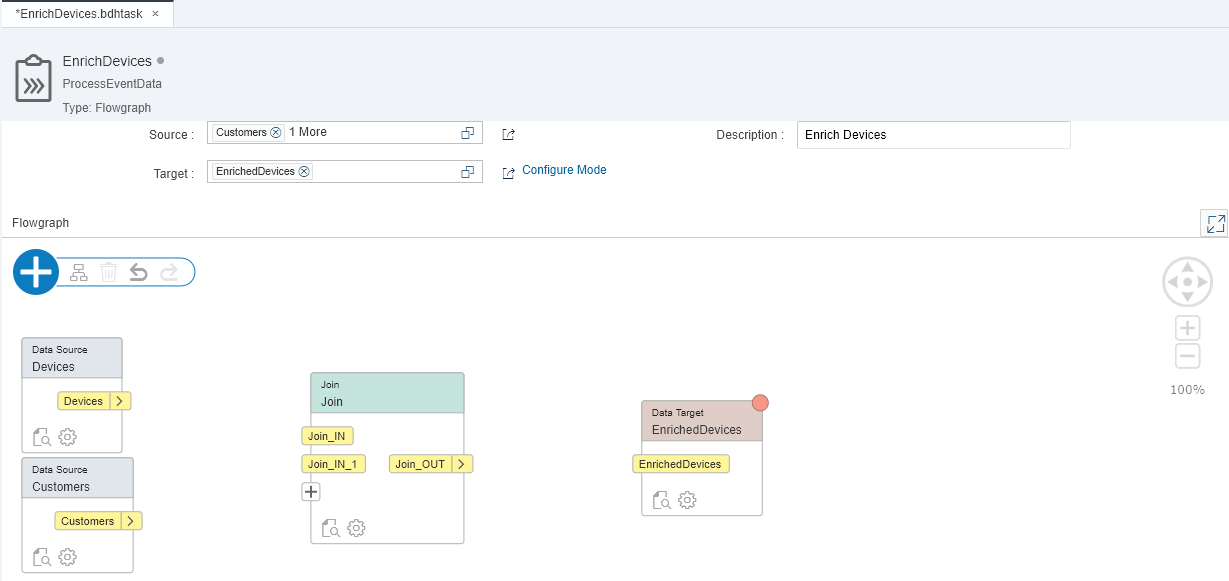 *EnrichDevices.bdhtask ×
EnrichDevices
ProcessEventData
Type: Flowgraph
Source : Customers 1 More
Description : Enrich Devices
Target : EnrichedDevices Configure Mode
Flowgraph
Data Source
Devices
Devices
Data Source
Customers
Customers
Join
Join
Join_IN
Join_IN_1 Join_OUT
Data Target
EnrichedDevices
EnrichedDevices
100%